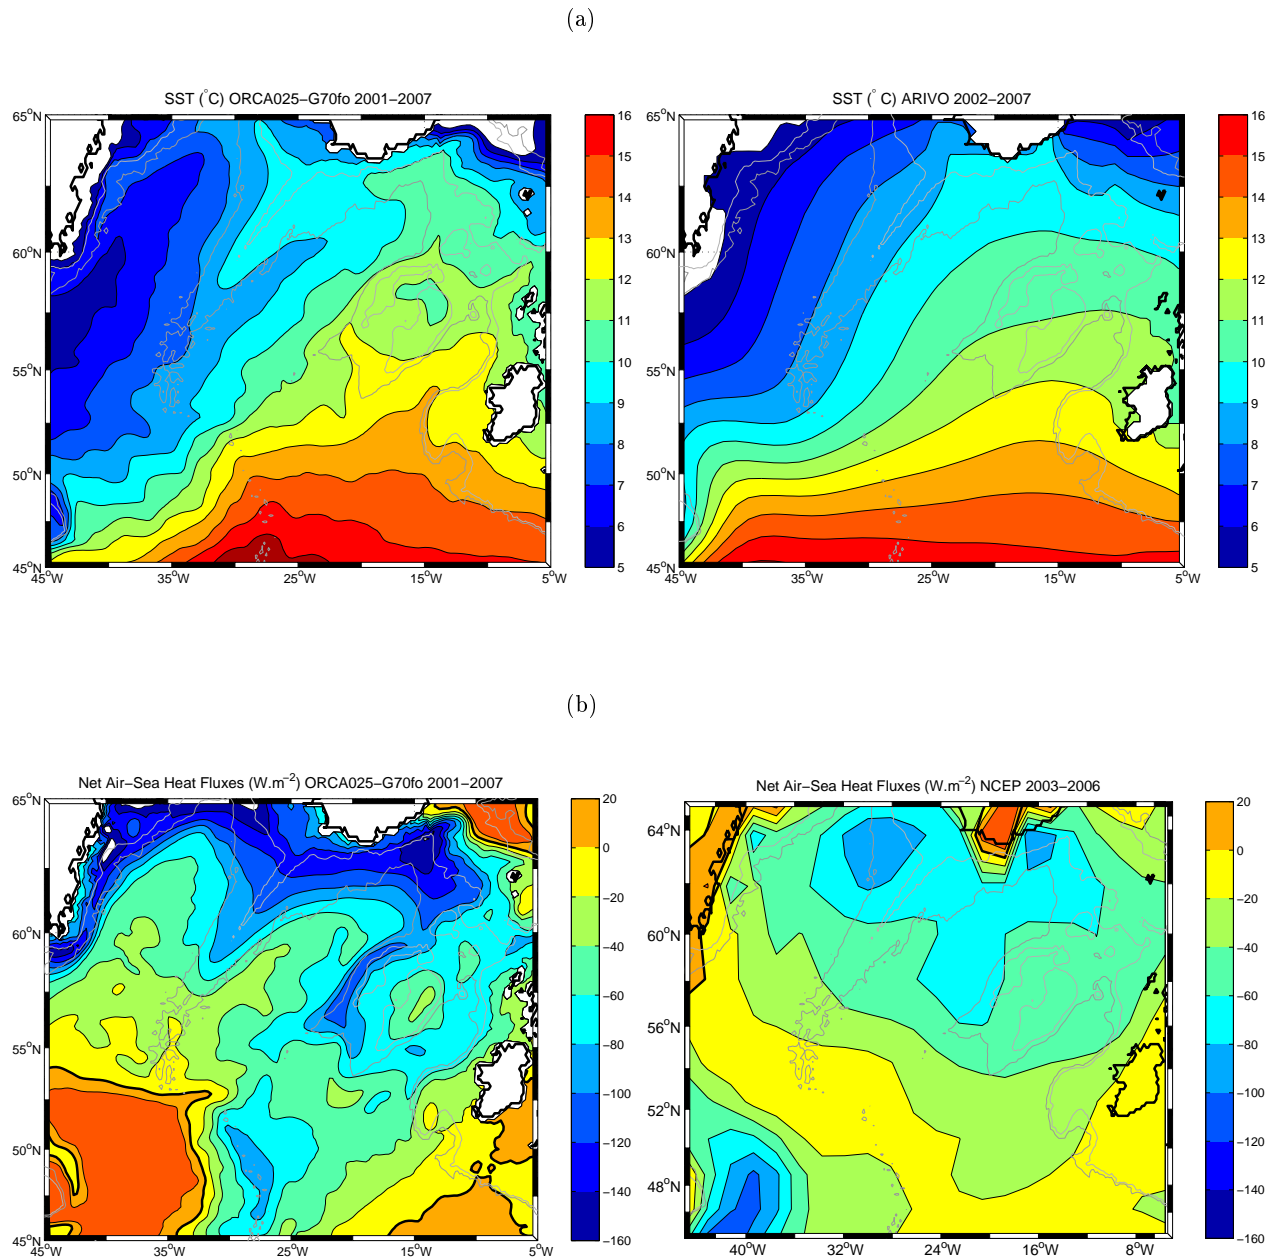 (a)
SST (°C) ORCA025−G70fo 2001−2007
65°N
60°N
55°N
50°N
45°N
45°W
35°W
25°W
15°W
5°W
16
15
14
13
12
11
10
9
8
7
6
5
SST (° C) ARIVO 2002−2007
65°N
60°N
55°N
50°N
45°N
45°W
35°W
25°W
15°W
5°W
16
15
14
13
12
11
10
9
8
7
6
5
(b)
Net Air−Sea Heat Fluxes (W.m⁻²) ORCA025−G70fo 2001−2007
65°N
60°N
55°N
50°N
45°N
45°W
35°W
25°W
15°W
5°W
20
0
−20
−40
−60
−80
−100
−120
−140
−160
Net Air−Sea Heat Fluxes (W.m⁻²) NCEP 2003−2006
64°N
60°N
56°N
52°N
48°N
40°W
32°W
24°W
16°W
8°W
20
0
−20
−40
−60
−80
−100
−120
−140
−160